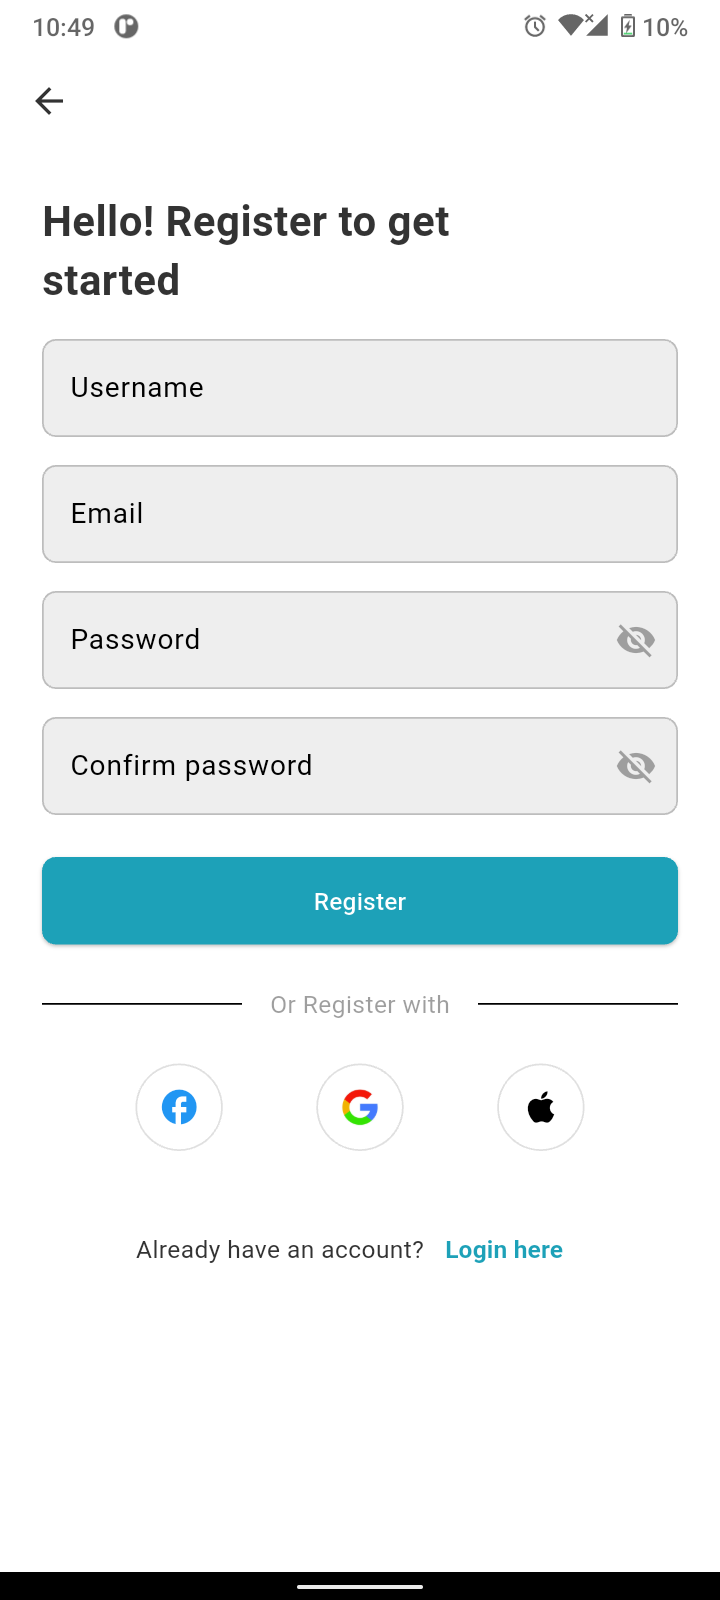 10:49 10%
Hello! Register to get
started
Username
Email
Password
Confirm password
Register
Or Register with
Already have an account? Login here